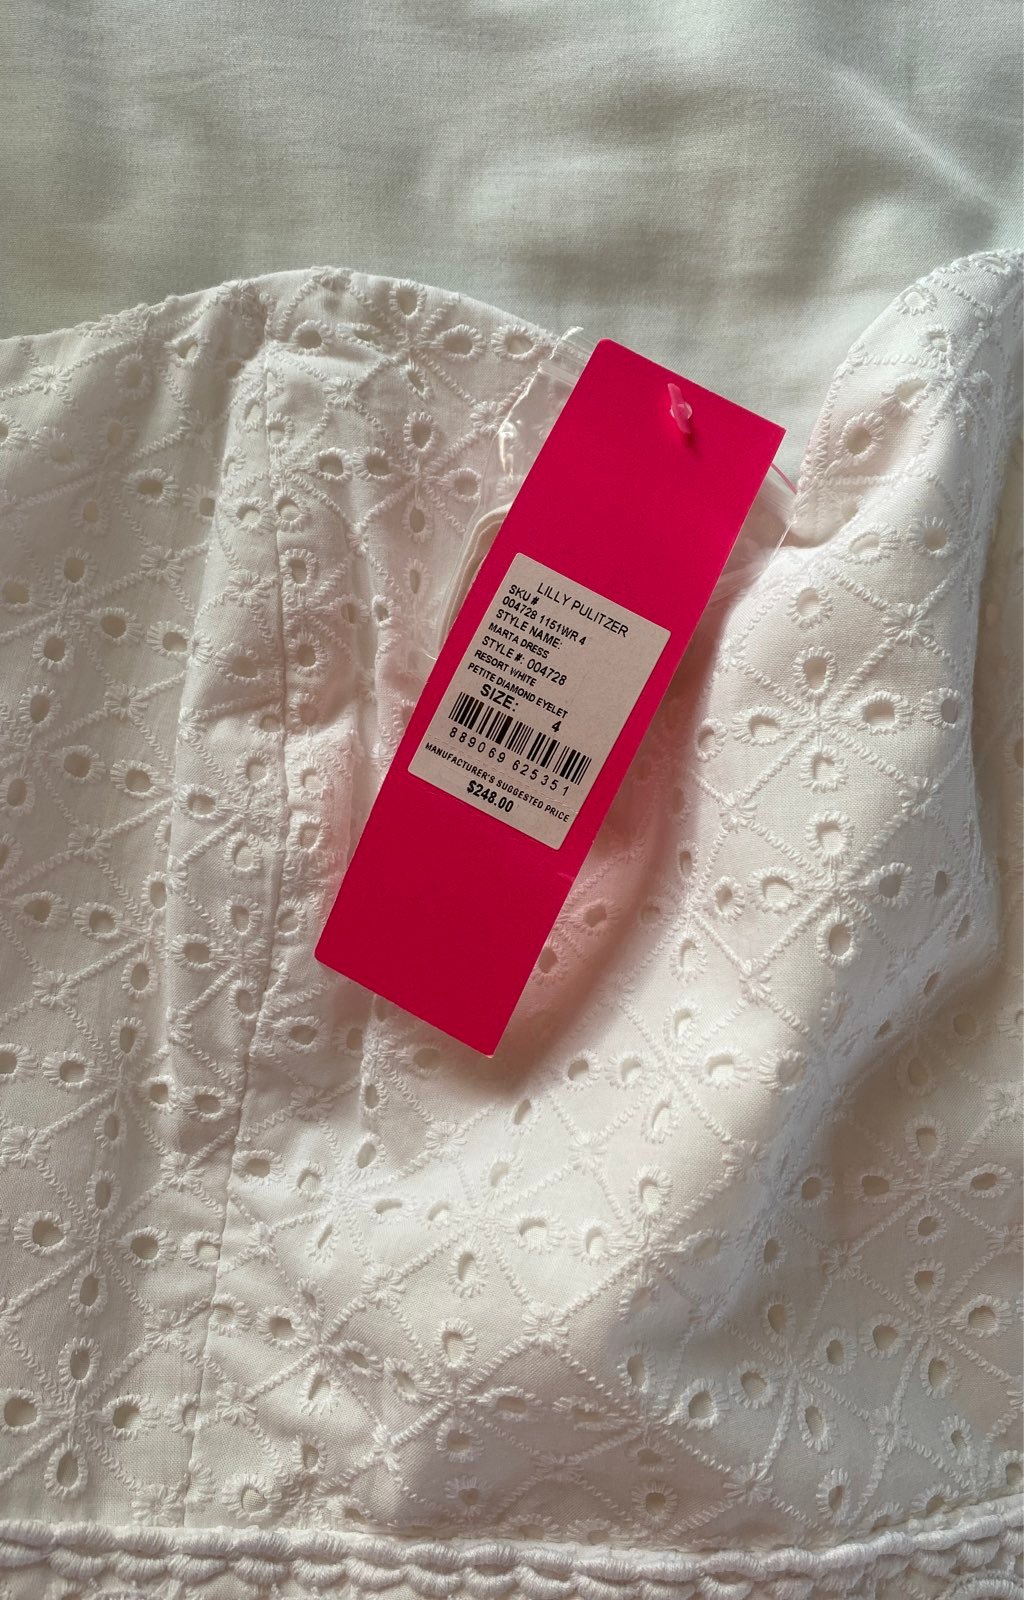 LILLY PULITZER
SKU #
004728 1151WR 4
STYLE NAME:
MARTA DRESS
STYLE #: 004728
RESORT WHITE
PETITE DIAMOND EYELET
SIZE:
4
889069 625351
MANUFACTURER'S SUGGESTED PRICE
$248.00